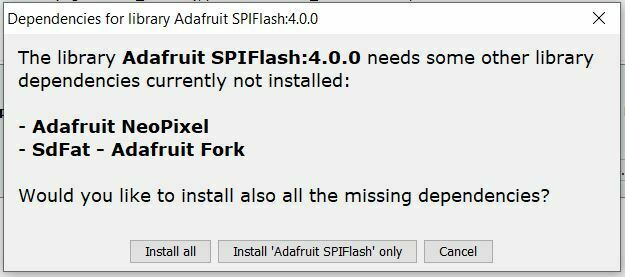 Dependencies for library Adafruit SPIFlash:4.0.0
The library Adafruit SPIFlash:4.0.0 needs some other library
dependencies currently not installed:
- Adafruit NeoPixel
- SdFat - Adafruit Fork
Would you like to install also all the missing dependencies?
Install all
Install 'Adafruit SPIFlash' only
Cancel